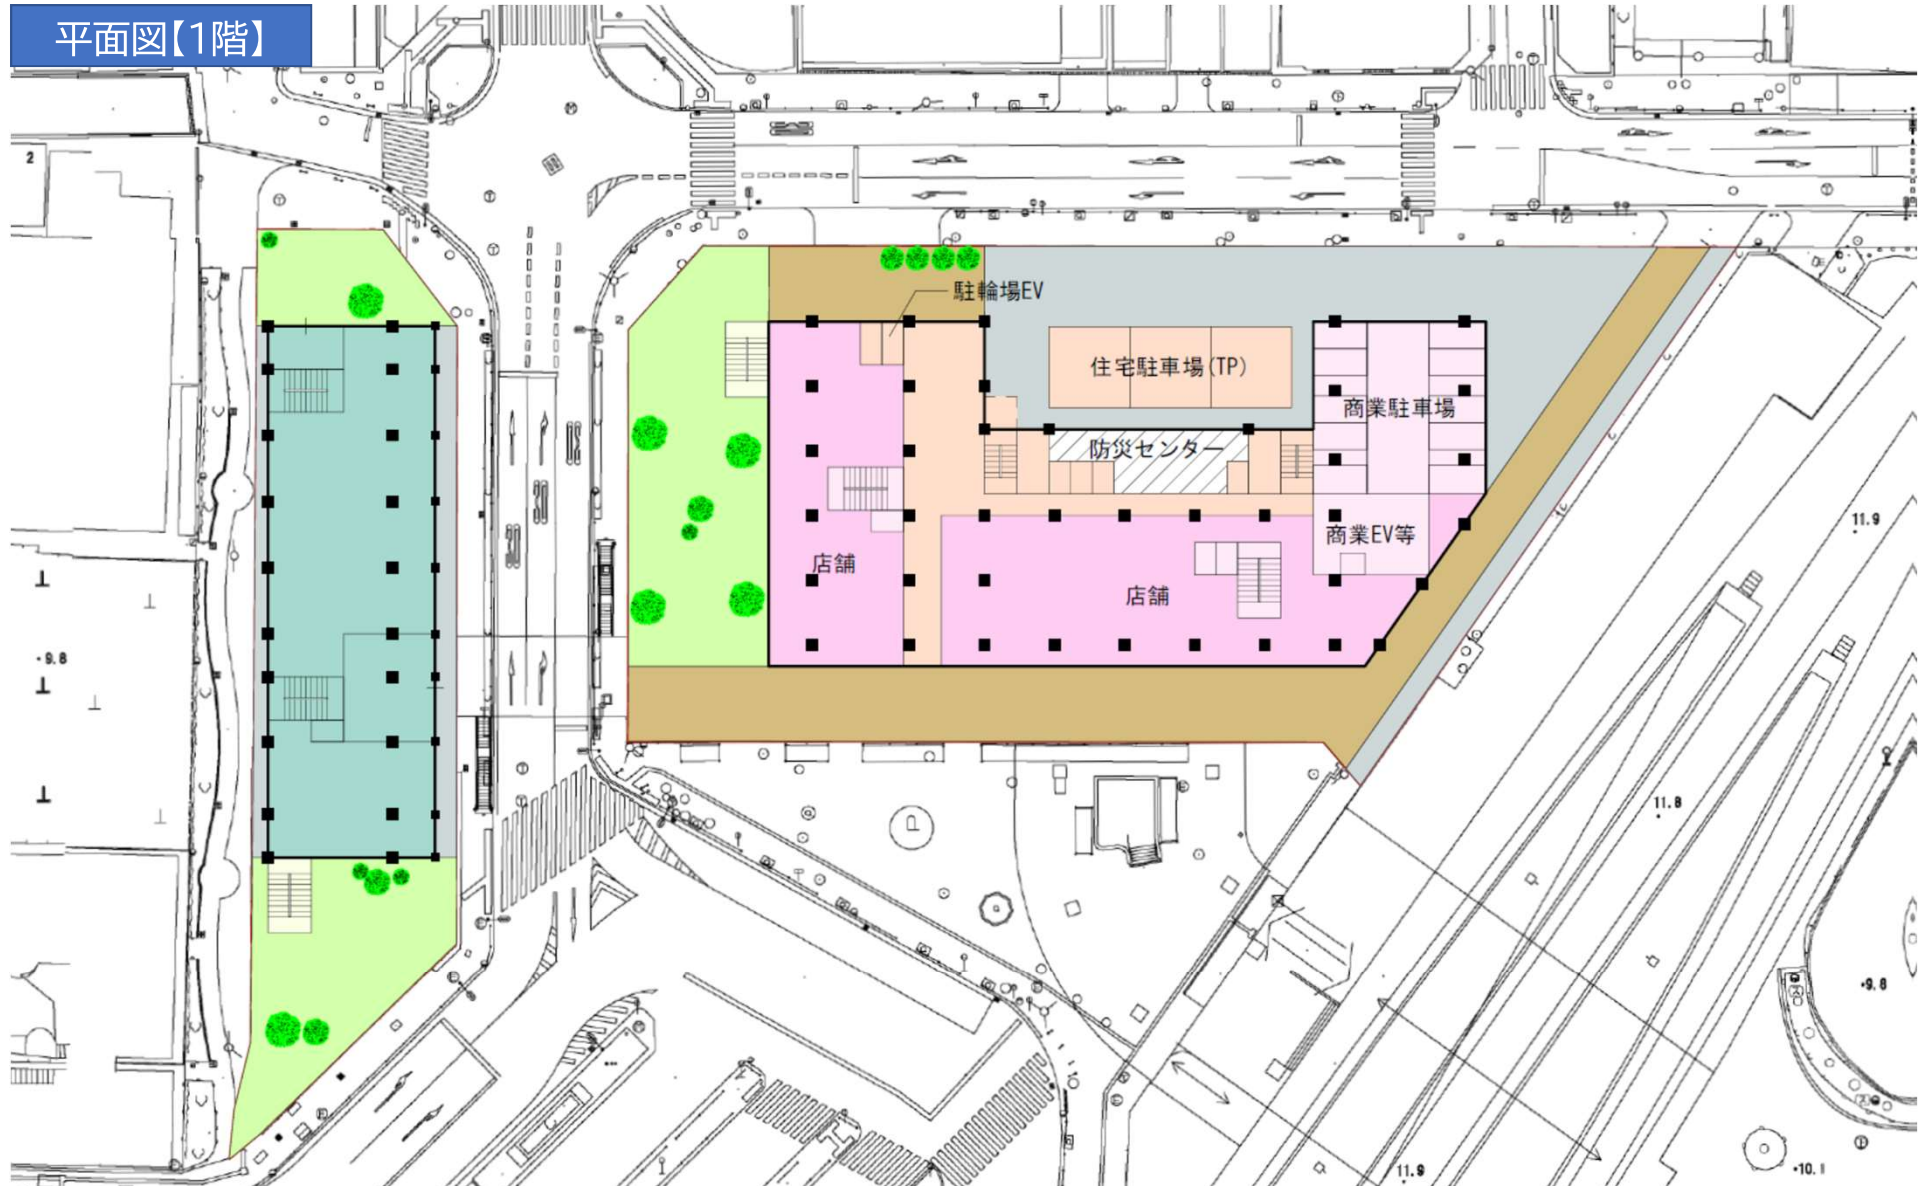 平面図【1階】
2
駐輪場EV
住宅駐車場(TP)
商業駐車場
防災センター
商業EV等
店舗
店舗
11.9
・9.8
11.8
・9.8
11.9
・10.1